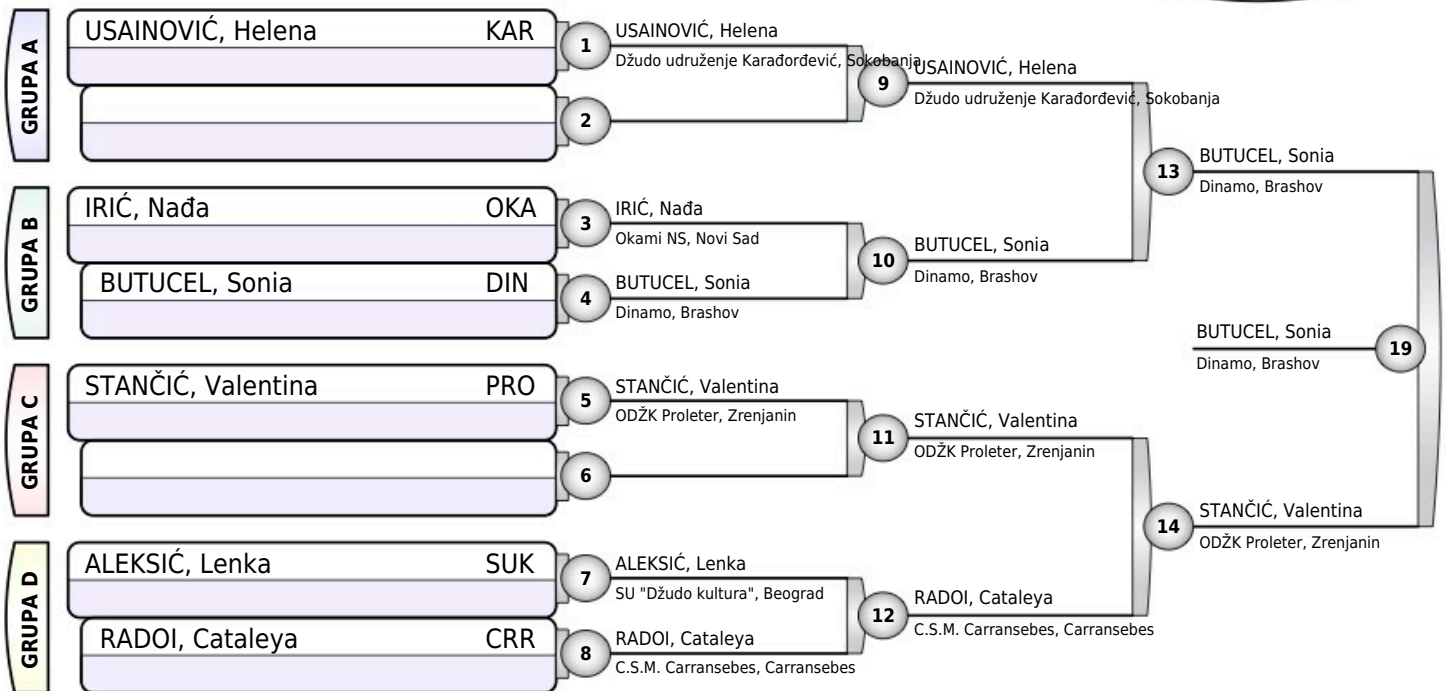 GRUPA A
USAINOVIĆ, Helena KAR
1
USAINOVIĆ, Helena
Džudo udruženje Karađorđević, Sokobanja
2
9
USAINOVIĆ, Helena
Džudo udruženje Karađorđević, Sokobanja
13
BUTUCEL, Sonia
Dinamo, Brashov
GRUPA B
IRIĆ, Nađa OKA
3
IRIĆ, Nađa
Okami NS, Novi Sad
BUTUCEL, Sonia DIN
4
BUTUCEL, Sonia
Dinamo, Brashov
10
BUTUCEL, Sonia
Dinamo, Brashov
BUTUCEL, Sonia
Dinamo, Brashov
19
GRUPA C
STANČIĆ, Valentina PRO
5
STANČIĆ, Valentina
ODŽK Proleter, Zrenjanin
6
11
STANČIĆ, Valentina
ODŽK Proleter, Zrenjanin
14
STANČIĆ, Valentina
ODŽK Proleter, Zrenjanin
GRUPA D
ALEKSIĆ, Lenka SUK
7
ALEKSIĆ, Lenka
SU "Džudo kultura", Beograd
RADOI, Cataleya CRR
8
RADOI, Cataleya
C.S.M. Carransebes, Carransebes
12
RADOI, Cataleya
C.S.M. Carransebes, Carransebes